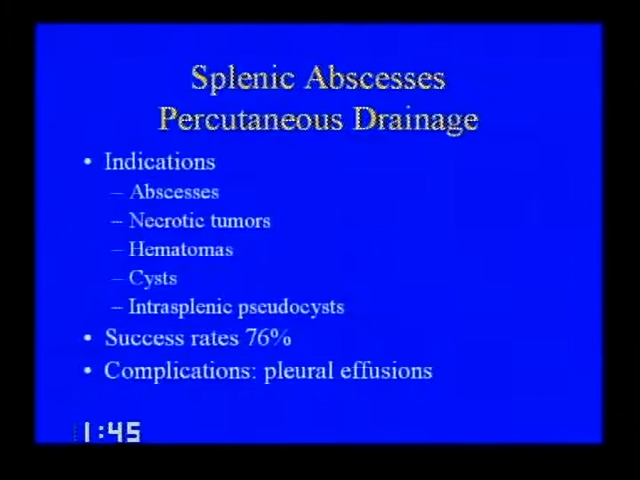 Splenic Abscesses
Percutaneous Drainage
• Indications
– Abscesses
– Necrotic tumors
– Hematomas
– Cysts
– Intrasplenic pseudocysts
• Success rates 76%
• Complications: pleural effusions
1:45